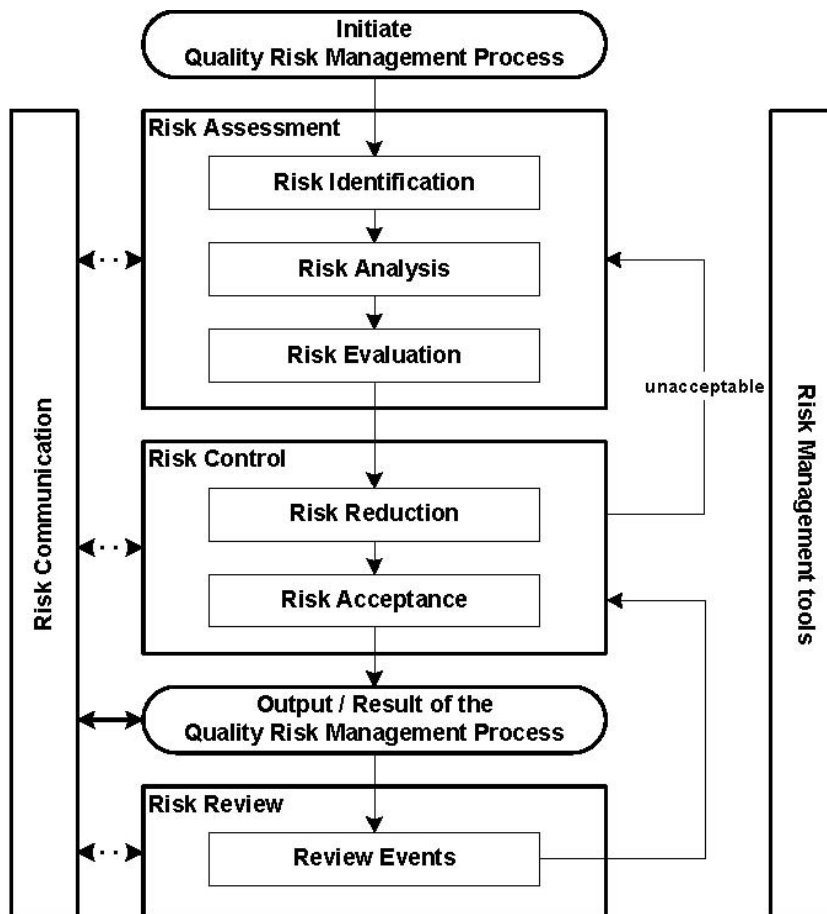 Initiate
Quality Risk Management Process
Risk Assessment
Risk Identification
Risk Analysis
Risk Evaluation
unacceptable
Risk Communication
Risk Management tools
Risk Control
Risk Reduction
Risk Acceptance
Output / Result of the
Quality Risk Management Process
Risk Review
Review Events